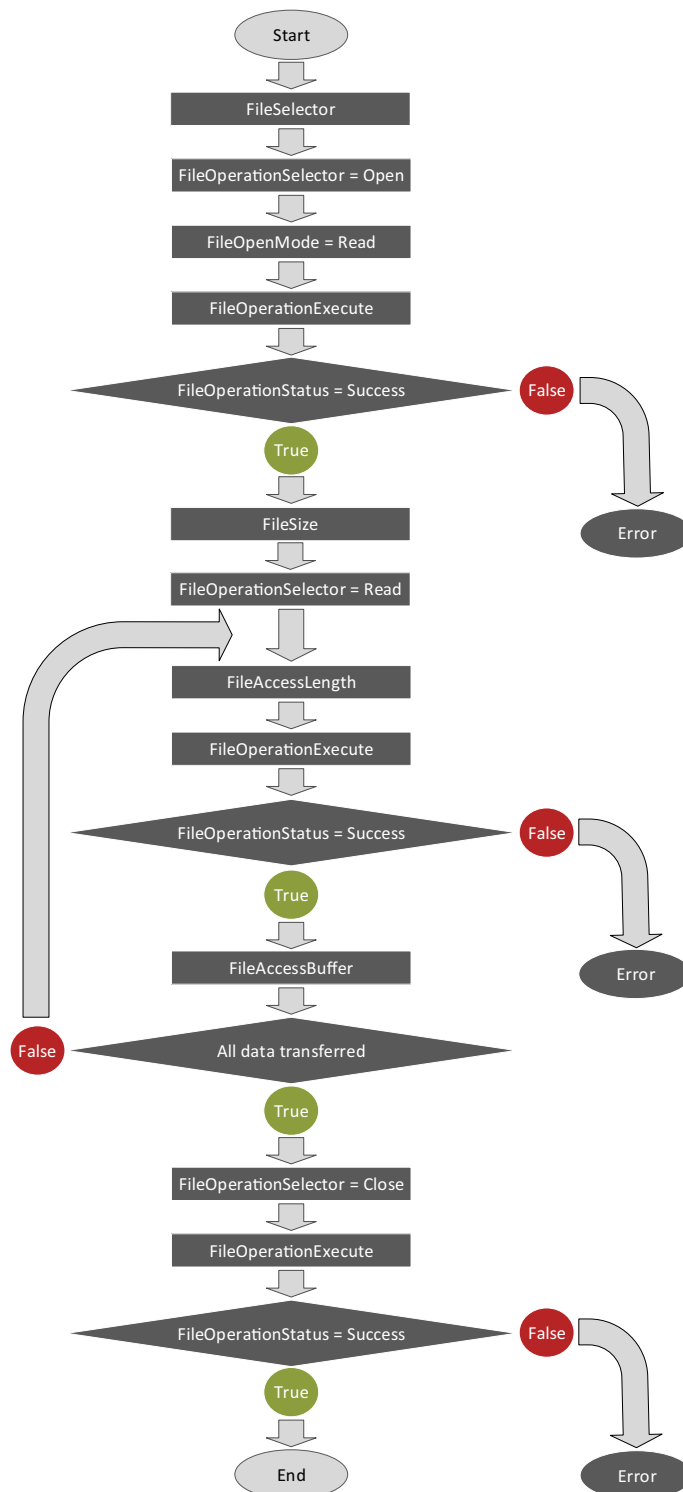 Start
FileSelector
FileOperationSelector = Open
FileOpenMode = Read
FileOperationExecute
FileOperationStatus = Success
False
True
Error
FileSize
FileOperationSelector = Read
FileAccessLength
FileOperationExecute
FileOperationStatus = Success
False
True
FileAccessBuffer
Error
False
All data transferred
True
FileOperationSelector = Close
FileOperationExecute
FileOperationStatus = Success
False
True
End
Error